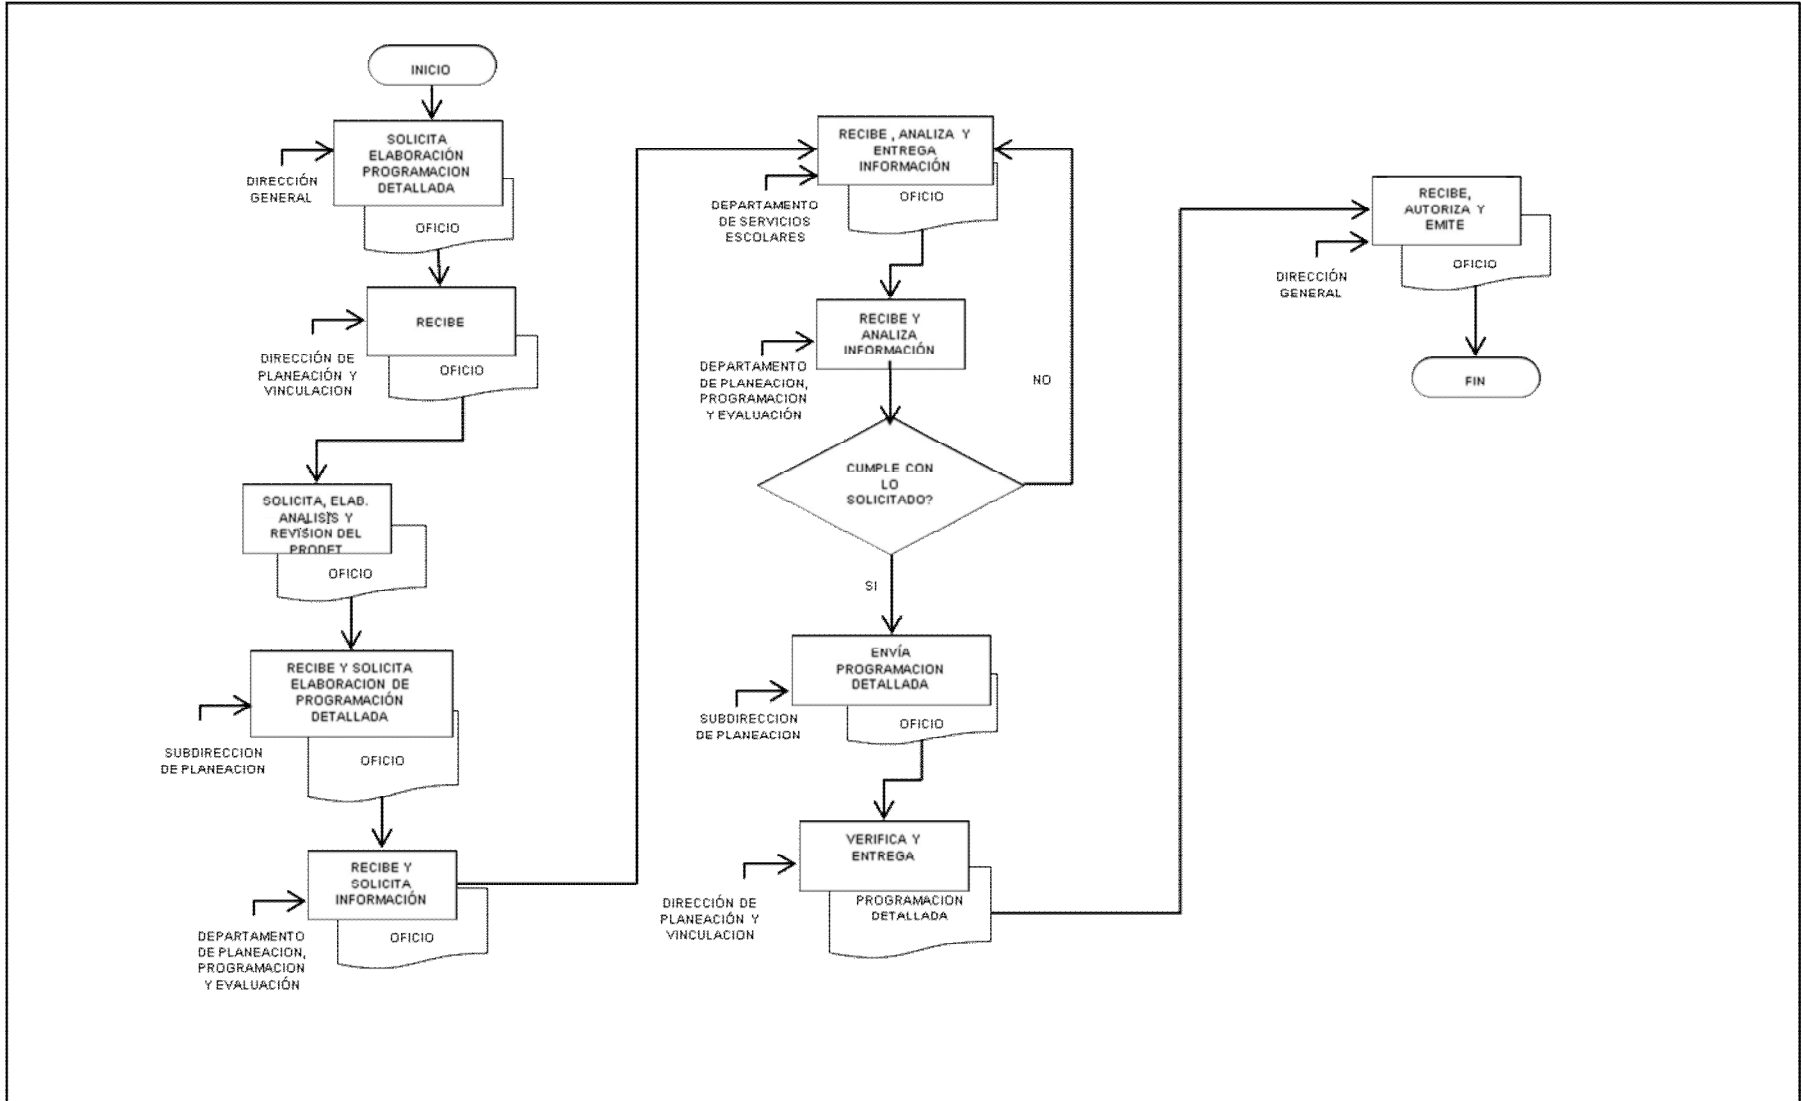 INICIO
SOLICITA
ELABORACIÓN
PROGRAMACION
DETALLADA
DIRECCIÓN
GENERAL
OFICIO
RECIBE
DIRECCIÓN DE
PLANEACIÓN Y
VINCULACION
OFICIO
SOLICITA, ELAB.
ANALISIS Y
REVISION DEL
PRODET
OFICIO
RECIBE Y SOLICITA
ELABORACION DE
PROGRAMACIÓN
DETALLADA
SUBDIRECCION
DE PLANEACION
OFICIO
RECIBE Y
SOLICITA
INFORMACIÓN
OFICIO
DEPARTAMENTO
DE PLANEACION,
PROGRAMACION
Y EVALUACIÓN
RECIBE , ANALIZA Y
ENTREGA
INFORMACIÓN
OFICIO
DEPARTAMENTO
DE SERVICIOS
ESCOLARES
RECIBE Y
ANALIZA
INFORMACIÓN
DEPARTAMENTO
DE PLANEACION,
PROGRAMACION
Y EVALUACIÓN
NO
CUMPLE CON
LO
SOLICITADO?
SI
ENVÍA
PROGRAMACION
DETALLADA
SUBDIRECCION
DE PLANEACION
OFICIO
VERIFICA Y
ENTREGA
DIRECCIÓN DE
PLANEACIÓN Y
VINCULACION
PROGRAMACION
DETALLADA
RECIBE,
AUTORIZA Y
EMITE
OFICIO
DIRECCIÓN
GENERAL
FIN